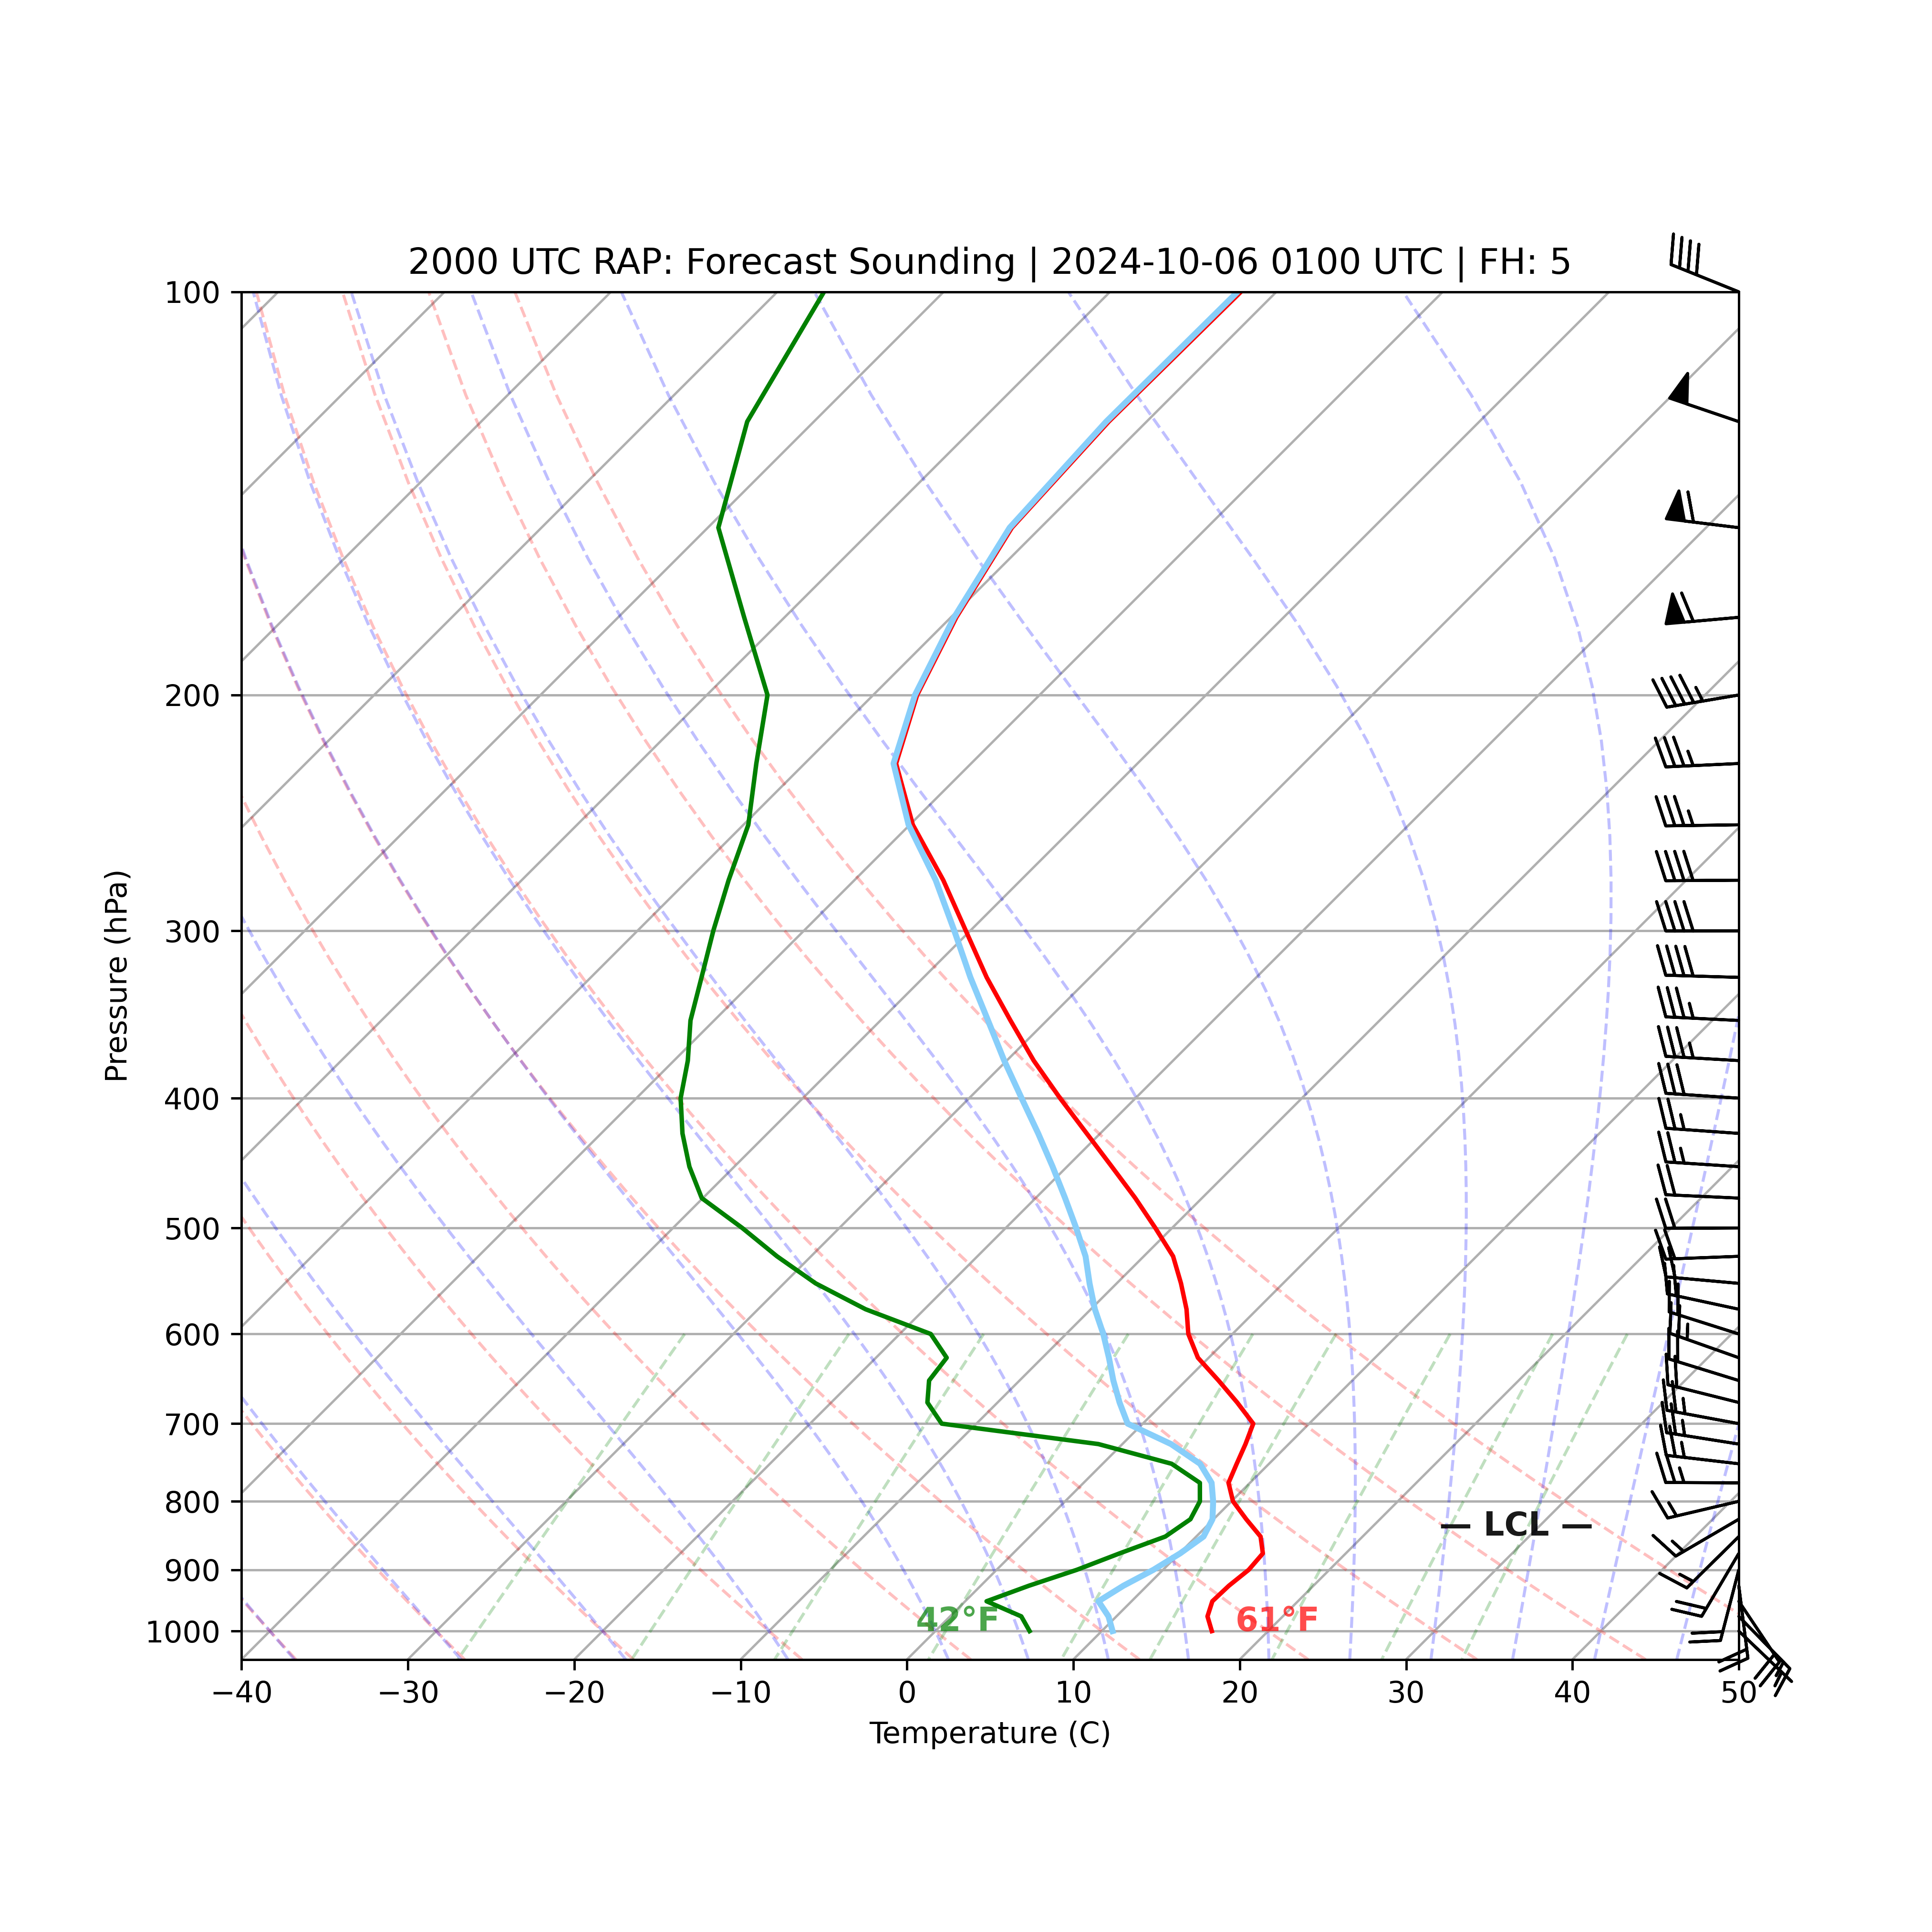 2000 UTC RAP: Forecast Sounding | 2024-10-06 0100 UTC | FH: 5
100
200
300
400
500
600
700
800
900
1000
Pressure (hPa)
— LCL —
42°F
61°F
−40 −30 −20 −10 0 10 20 30 40 50
Temperature (C)